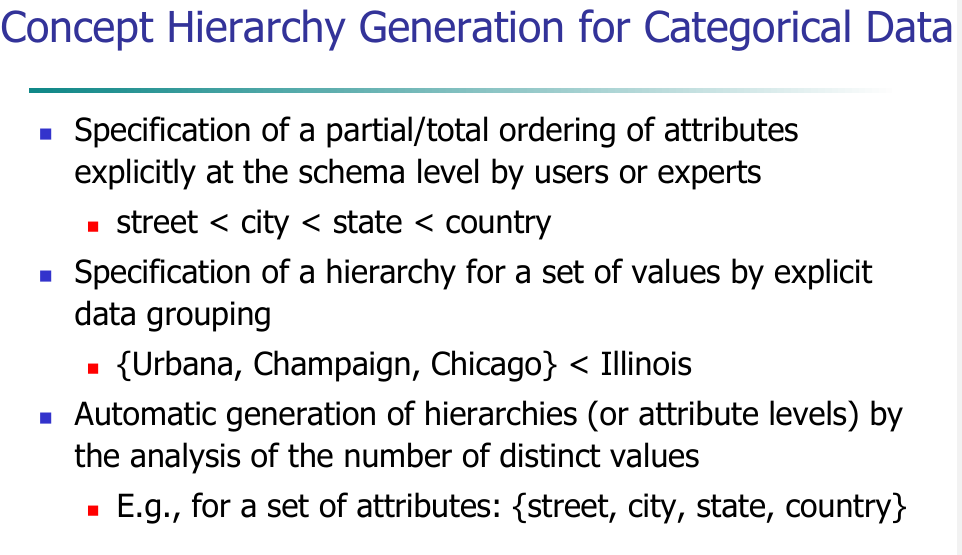 Concept Hierarchy Generation for Categorical Data
Specification of a partial/total ordering of attributes
explicitly at the schema level by users or experts
street < city < state < country
Specification of a hierarchy for a set of values by explicit
data grouping
{Urbana, Champaign, Chicago} < Illinois
Automatic generation of hierarchies (or attribute levels) by
the analysis of the number of distinct values
E.g., for a set of attributes: {street, city, state, country}